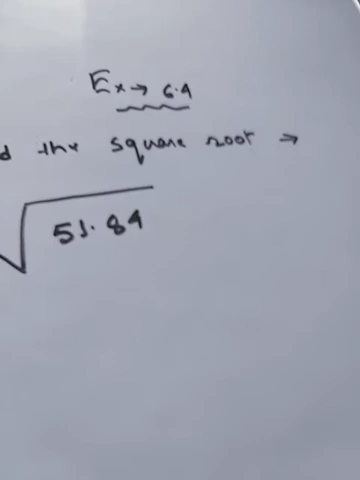 Ex → 6.4
the square root →
√51.84